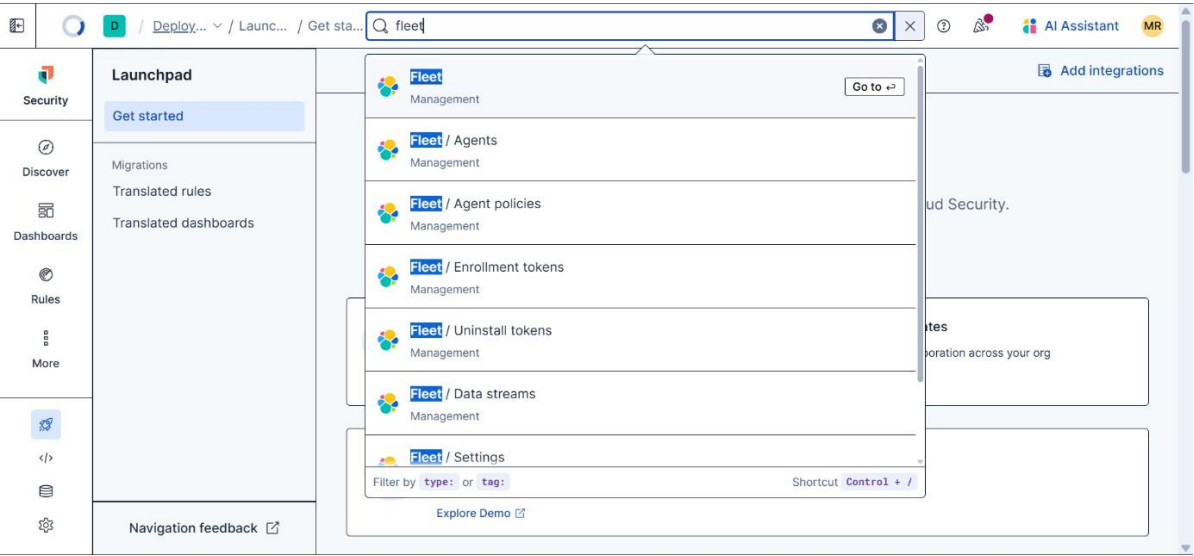 D / Deploy... / Launc... / Get sta... fleet AI Assistant MR
Security
Discover
Dashboards
Rules
More
Launchpad
Get started
Migrations
Translated rules
Translated dashboards
Navigation feedback
Add integrations
Fleet
Management
Go to
Fleet / Agents
Management
Fleet / Agent policies
Management
Fleet / Enrollment tokens
Management
Fleet / Uninstall tokens
Management
Fleet / Data streams
Management
Fleet / Settings
Filter by type: or tag:
Shortcut Control + /
ud Security.
ates
oration across your org
Explore Demo